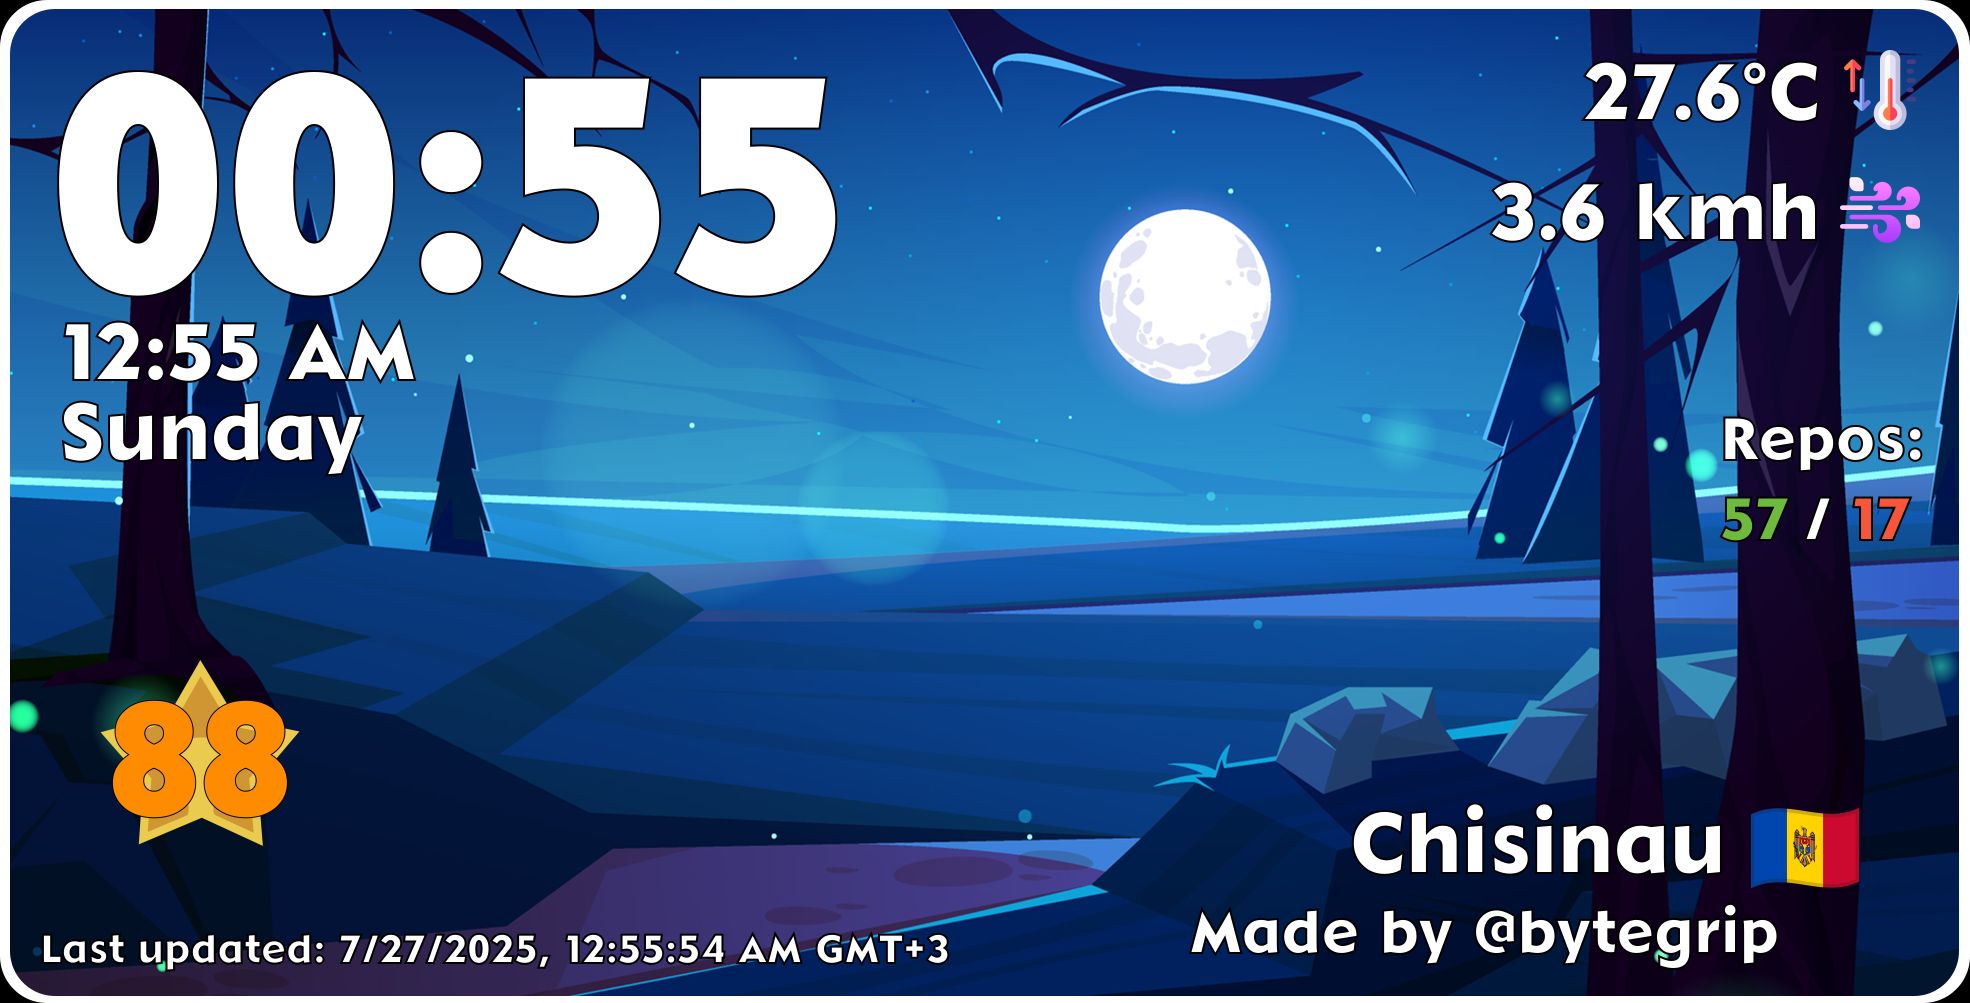 00:55
12:55 AM
Sunday
27.6°C
3.6 kmh
Repos:
57 / 17
88
Chisinau
Made by @bytegrip
Last updated: 7/27/2025, 12:55:54 AM GMT+3